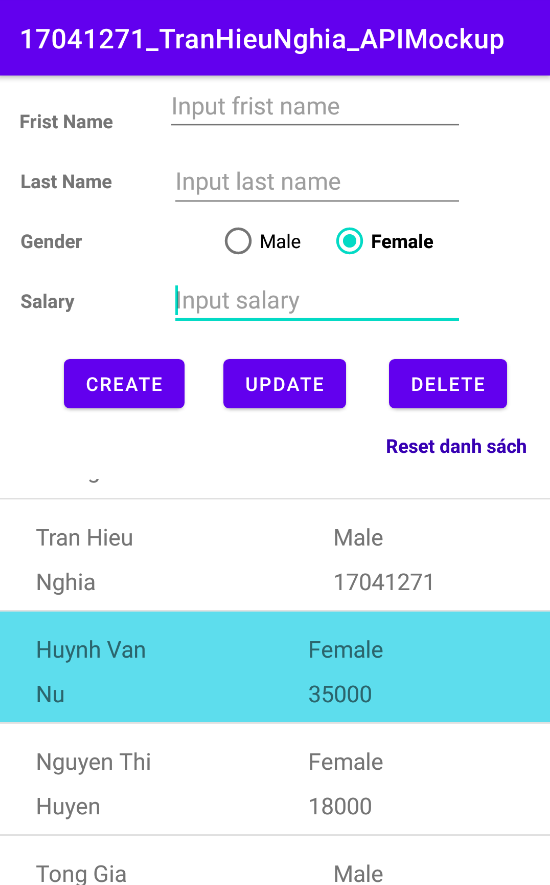 17041271_TranHieuNghia_APIMockup
Frist Name Input frist name
Last Name Input last name
Gender Male Female
Salary Input salary
CREATE UPDATE DELETE
Reset danh sách
Tran Hieu Male
Nghia 17041271
Huynh Van Female
Nu 35000
Nguyen Thi Female
Huyen 18000
Tong Gia Male